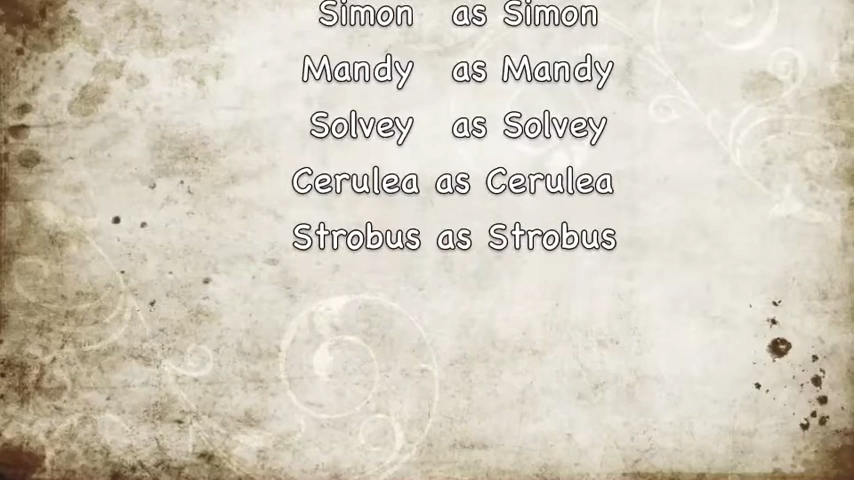 Simon as Simon
Mandy as Mandy
Solvey as Solvey
Cerulea as Cerulea
Strobus as Strobus